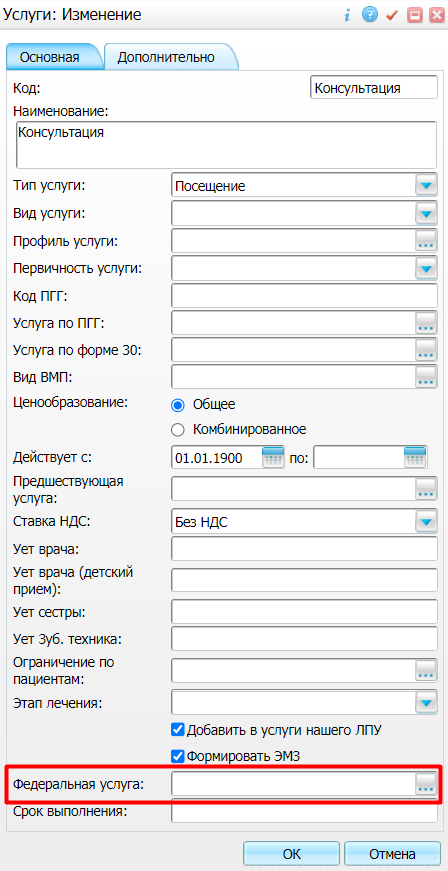 Услуги: Изменение
Основная
Дополнительно
Код: Консультация
Наименование:
Консультация
Тип услуги: Посещение
Вид услуги:
Профиль услуги: ...
Первичность услуги:
Код ПГГ:
Услуга по ПГГ: ...
Услуга по форме 30: ...
Вид ВМП: ...
Ценообразование: Общее
Комбинированное
Действует с: 01.01.1900 по:
Предшествующая
услуга: ...
Ставка НДС: Без НДС
Ует врача:
Ует врача (детский
прием):
Ует сестры:
Ует Зуб. техника:
Ограничение по
пациентам: ...
Этап лечения:
Добавить в услуги нашего ЛПУ
Формировать ЭМЗ
Федеральная услуга: ...
Срок выполнения:
ОК
Отмена